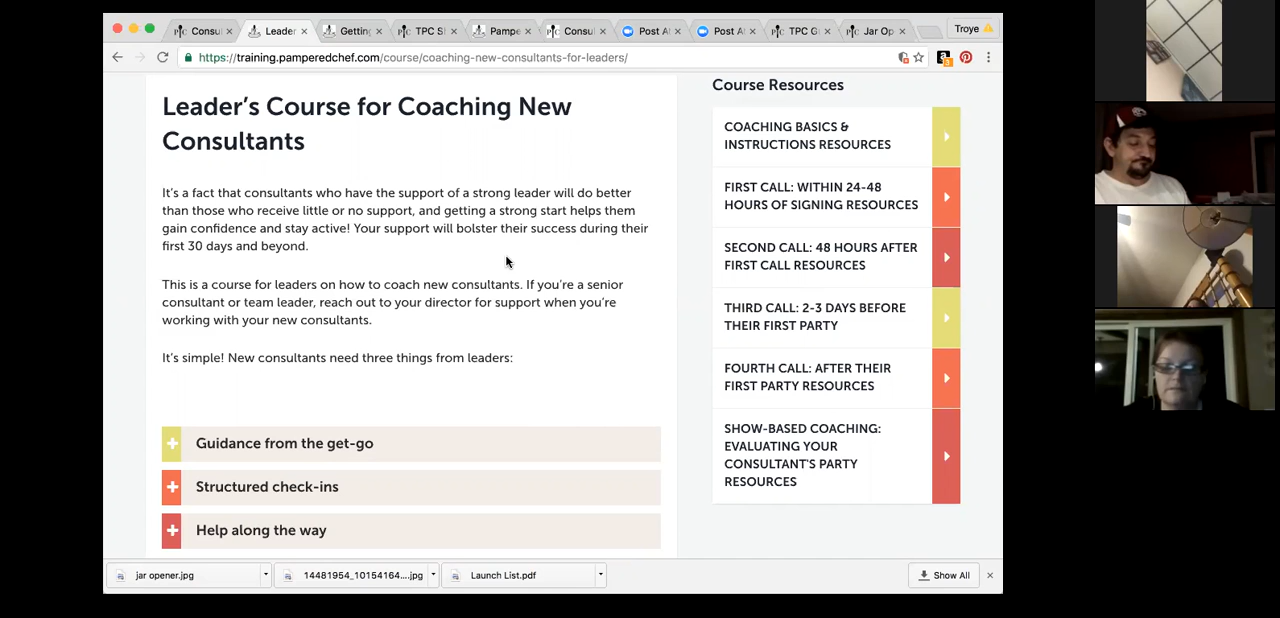 Consu
Leader
Getting
TPC S
Pampe
Consu
Post A
Post A
TPC G
Jar Op
Troye
https://training.pamperedchef.com/course/coaching-new-consultants-for-leaders/
Leader's Course for Coaching New
Consultants
It's a fact that consultants who have the support of a strong leader will do better
than those who receive little or no support, and getting a strong start helps them
gain confidence and stay active! Your support will bolster their success during their
first 30 days and beyond.
This is a course for leaders on how to coach new consultants. If you're a senior
consultant or team leader, reach out to your director for support when you're
working with your new consultants.
It's simple! New consultants need three things from leaders:
Guidance from the get-go
Structured check-ins
Help along the way
Course Resources
COACHING BASICS &
INSTRUCTIONS RESOURCES
FIRST CALL: WITHIN 24-48
HOURS OF SIGNING RESOURCES
SECOND CALL: 48 HOURS AFTER
FIRST CALL RESOURCES
THIRD CALL: 2-3 DAYS BEFORE
THEIR FIRST PARTY
FOURTH CALL: AFTER THEIR
FIRST PARTY RESOURCES
SHOW-BASED COACHING:
EVALUATING YOUR
CONSULTANT'S PARTY
RESOURCES
jar opener.jpg
14481954_10154164....jpg
Launch List.pdf
Show All